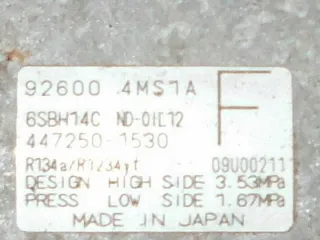 92600 4MS1A F
6SBH14C ND-OIL12
447250-1530
R134a/R1234yf 09U00211
DESIGN HIGH SIDE 3.53MPa
PRESS LOW SIDE 1.67MPa
MADE IN JAPAN